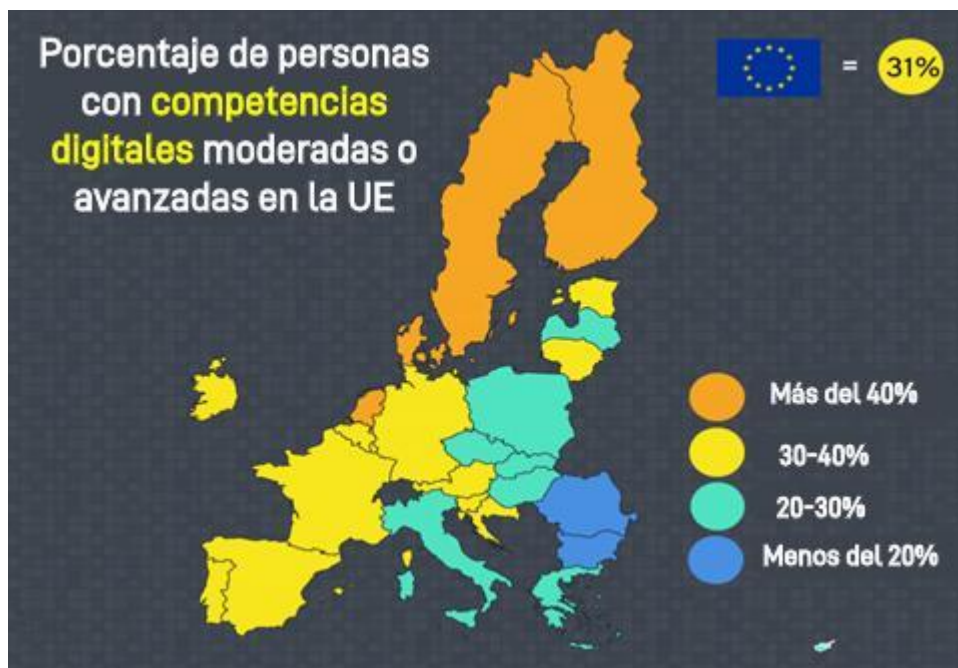 Porcentaje de personas
con competencias
digitales moderadas o
avanzadas en la UE
= 31%
Más del 40%
30-40%
20-30%
Menos del 20%